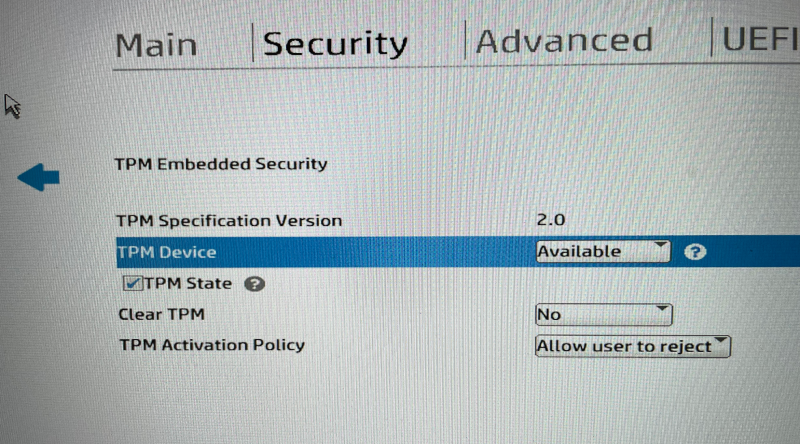 Main Security Advanced UEFI
TPM Embedded Security
TPM Specification Version 2.0
TPM Device Available ?
TPM State ?
Clear TPM No
TPM Activation Policy Allow user to reject